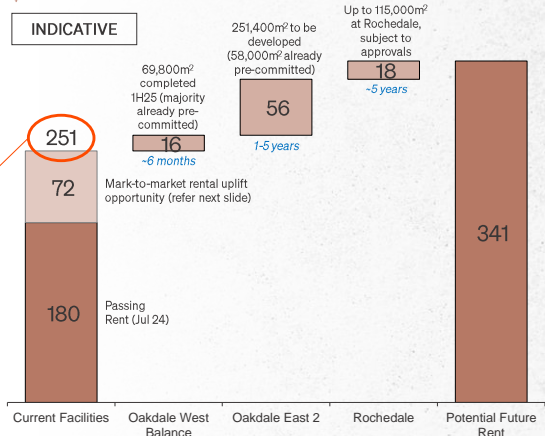 INDICATIVE
251
72
180
Mark-to-market rental uplift
opportunity (refer next slide)
Passing
Rent (Jul 24)
69,800m²
completed
1H25 (majority
already pre-
committed)
16
~6 months
251,400m² to be
developed
(58,000m² already
pre-committed)
56
1-5 years
Up to 115,000m²
at Rochedale,
subject to
approvals
18
~5 years
341
Current Facilities
Oakdale West
Balance
Oakdale East 2
Rochedale
Potential Future
Rent